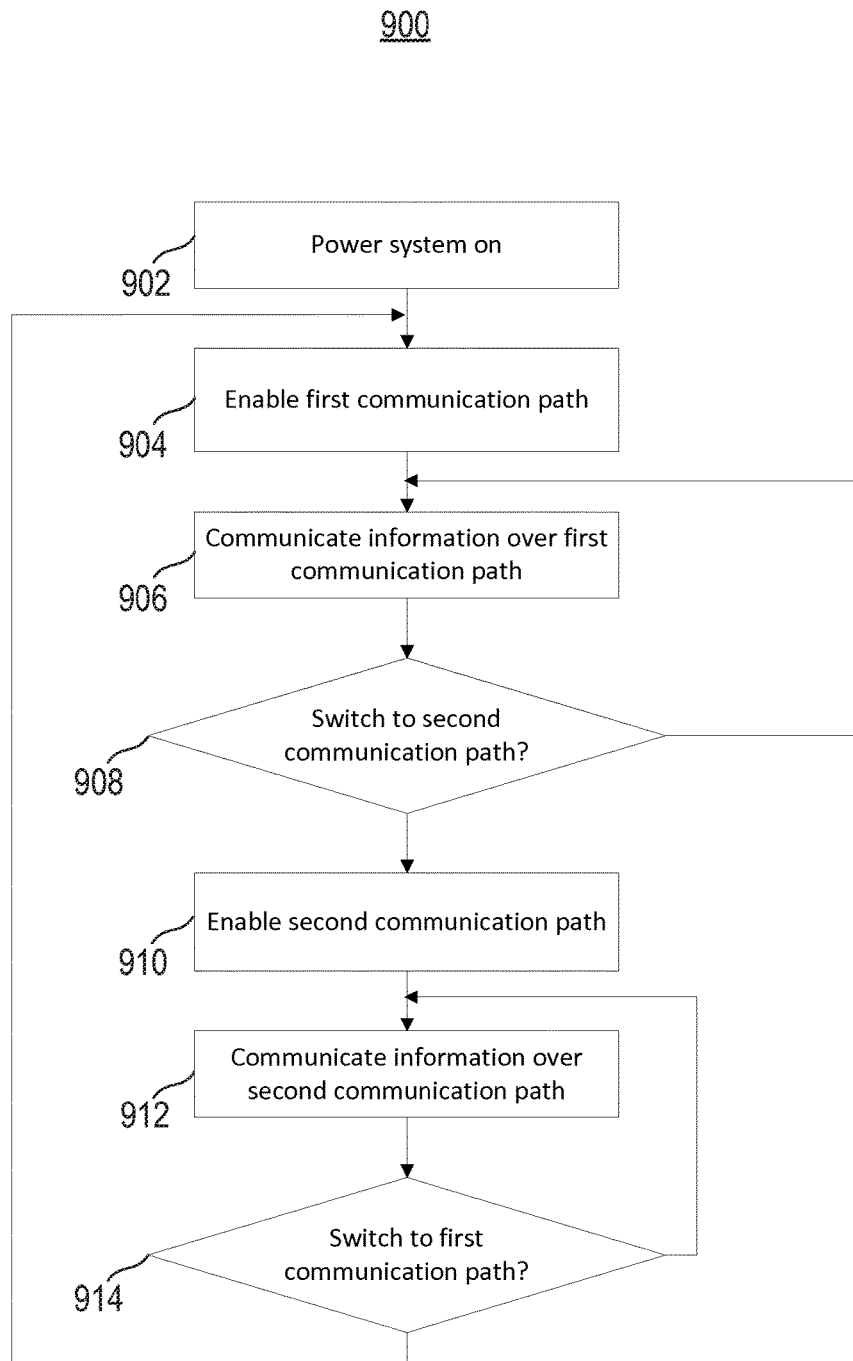 900
Power system on
902
Enable first communication path
904
Communicate information over first
communication path
906
Switch to second
communication path?
908
Enable second communication path
910
Communicate information over
second communication path
912
Switch to first
communication path?
914